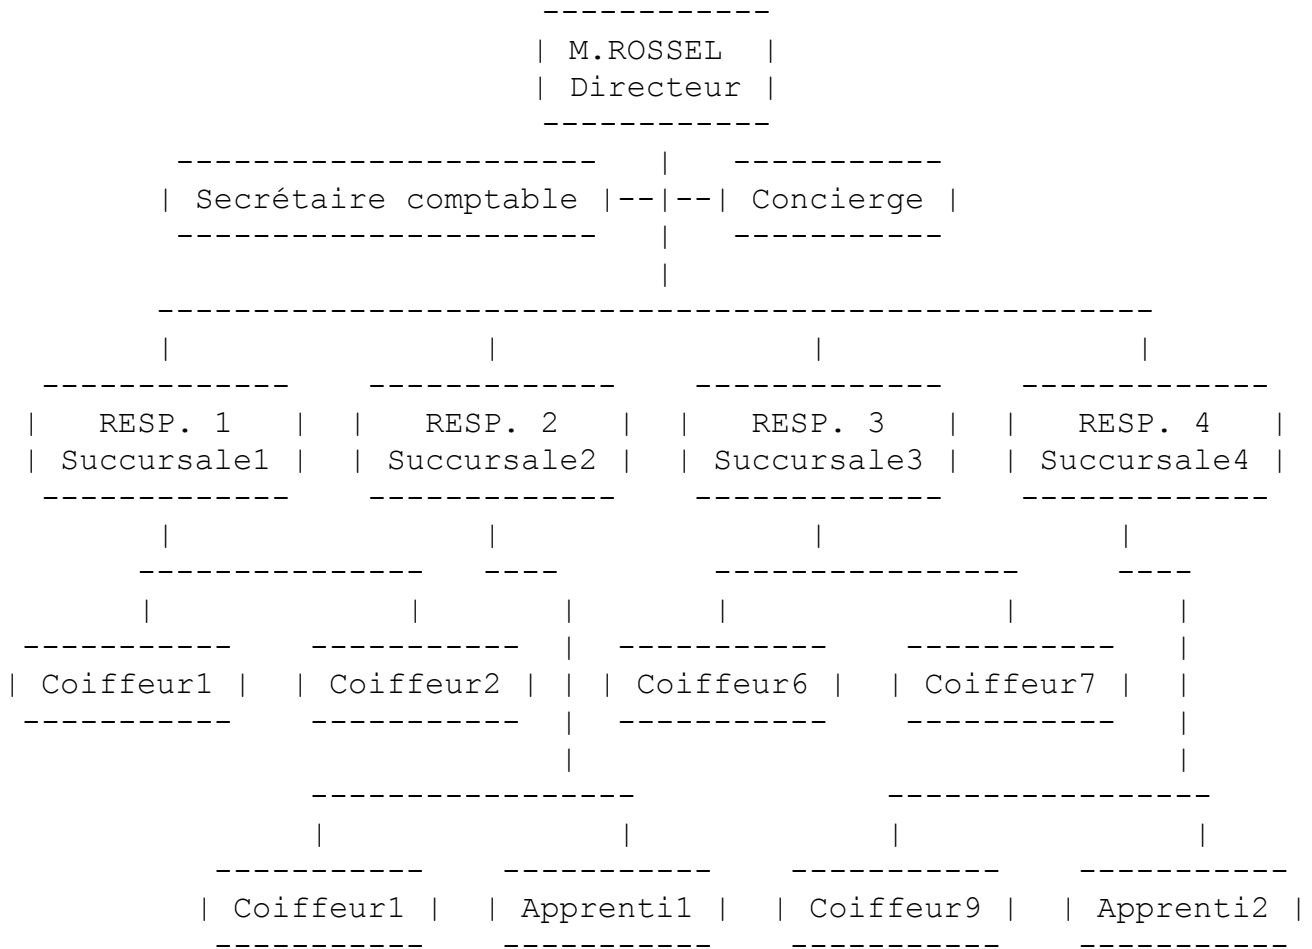 M.ROSSEL
Directeur
Secrétaire comptable Concierge
RESP. 1 RESP. 2 RESP. 3 RESP. 4
Succursale1 Succursale2 Succursale3 Succursale4
Coiffeur1 Coiffeur2 Coiffeur6 Coiffeur7
Coiffeur1 Apprenti1 Coiffeur9 Apprenti2